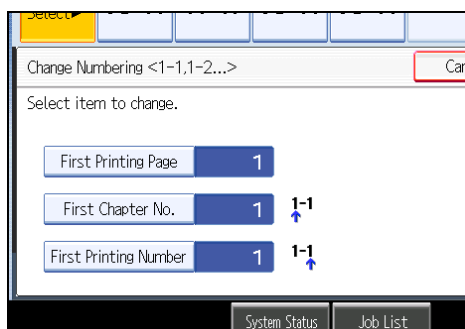 Select►
Change Numbering <1-1,1-2...>
Select item to change.
First Printing Page 1
First Chapter No. 1 1-1
First Printing Number 1 1-1
System Status Job List